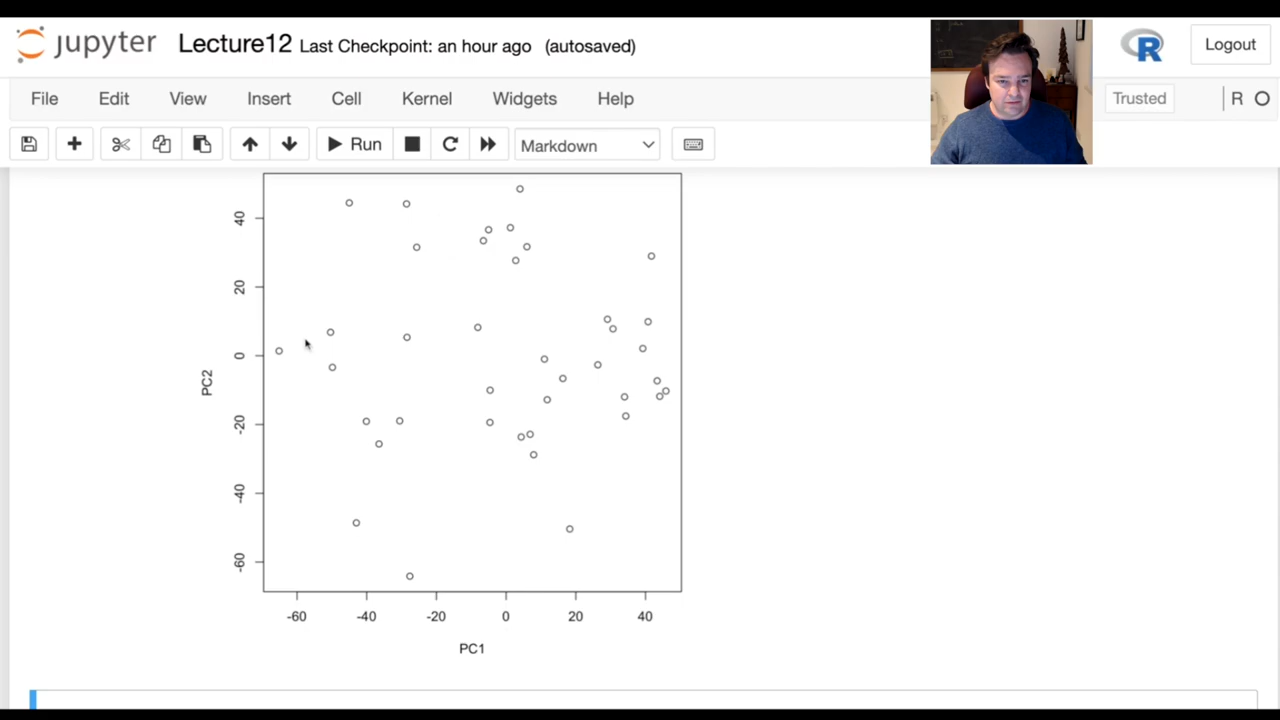 jupyter Lecture12 Last Checkpoint: an hour ago (autosaved) R Logout
File Edit View Insert Cell Kernel Widgets Help Trusted R
Run Markdown
40
20
0
-20
-40
-60
PC2
-60 -40 -20 0 20 40
PC1